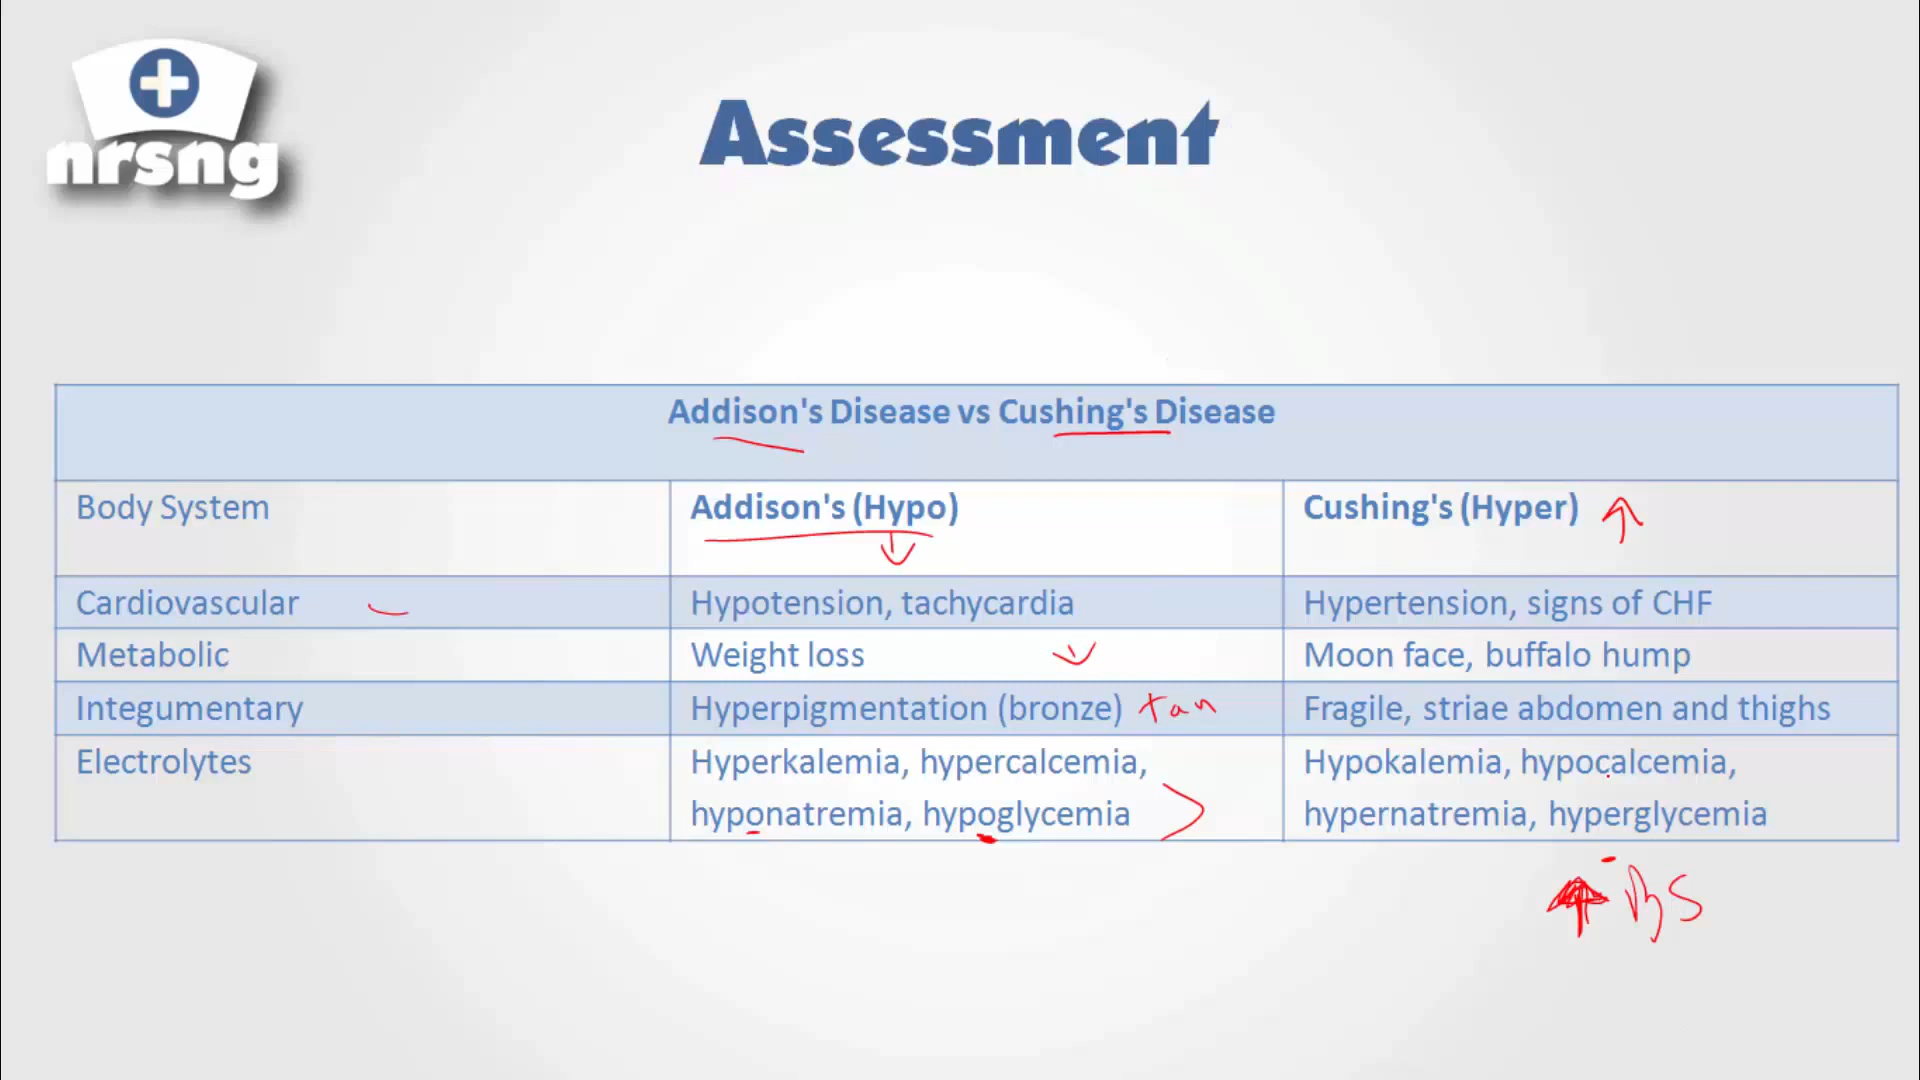 nrsng
Assessment
Addison's Disease vs Cushing's Disease
Body System
Addison's (Hypo)
Cushing's (Hyper)
Cardiovascular
Hypotension, tachycardia
Hypertension, signs of CHF
Metabolic
Weight loss
Moon face, buffalo hump
Integumentary
Hyperpigmentation (bronze) tan
Fragile, striae abdomen and thighs
Electrolytes
Hyperkalemia, hypercalcemia,
hyponatremia, hypoglycemia
Hypokalemia, hypocalcemia,
hypernatremia, hyperglycemia
↑ BS